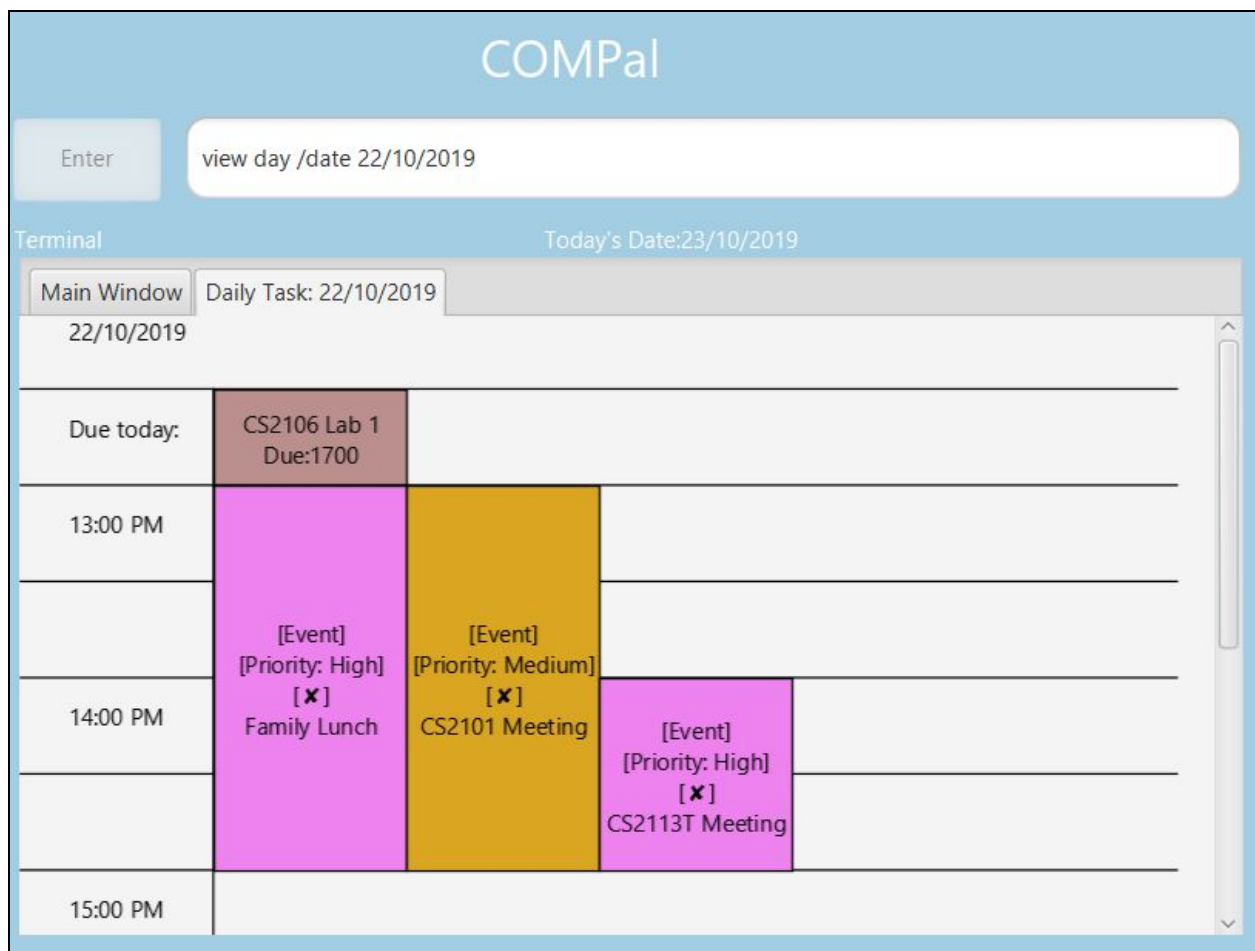 COMPal
Enter
view day /date 22/10/2019
Terminal
Today's Date:23/10/2019
Main Window
Daily Task: 22/10/2019
22/10/2019
Due today:
CS2106 Lab 1
Due:1700
13:00 PM
[Event]
[Priority: High]
[✘]
Family Lunch
[Event]
[Priority: Medium]
[✘]
CS2101 Meeting
14:00 PM
[Event]
[Priority: High]
[✘]
CS2113T Meeting
15:00 PM